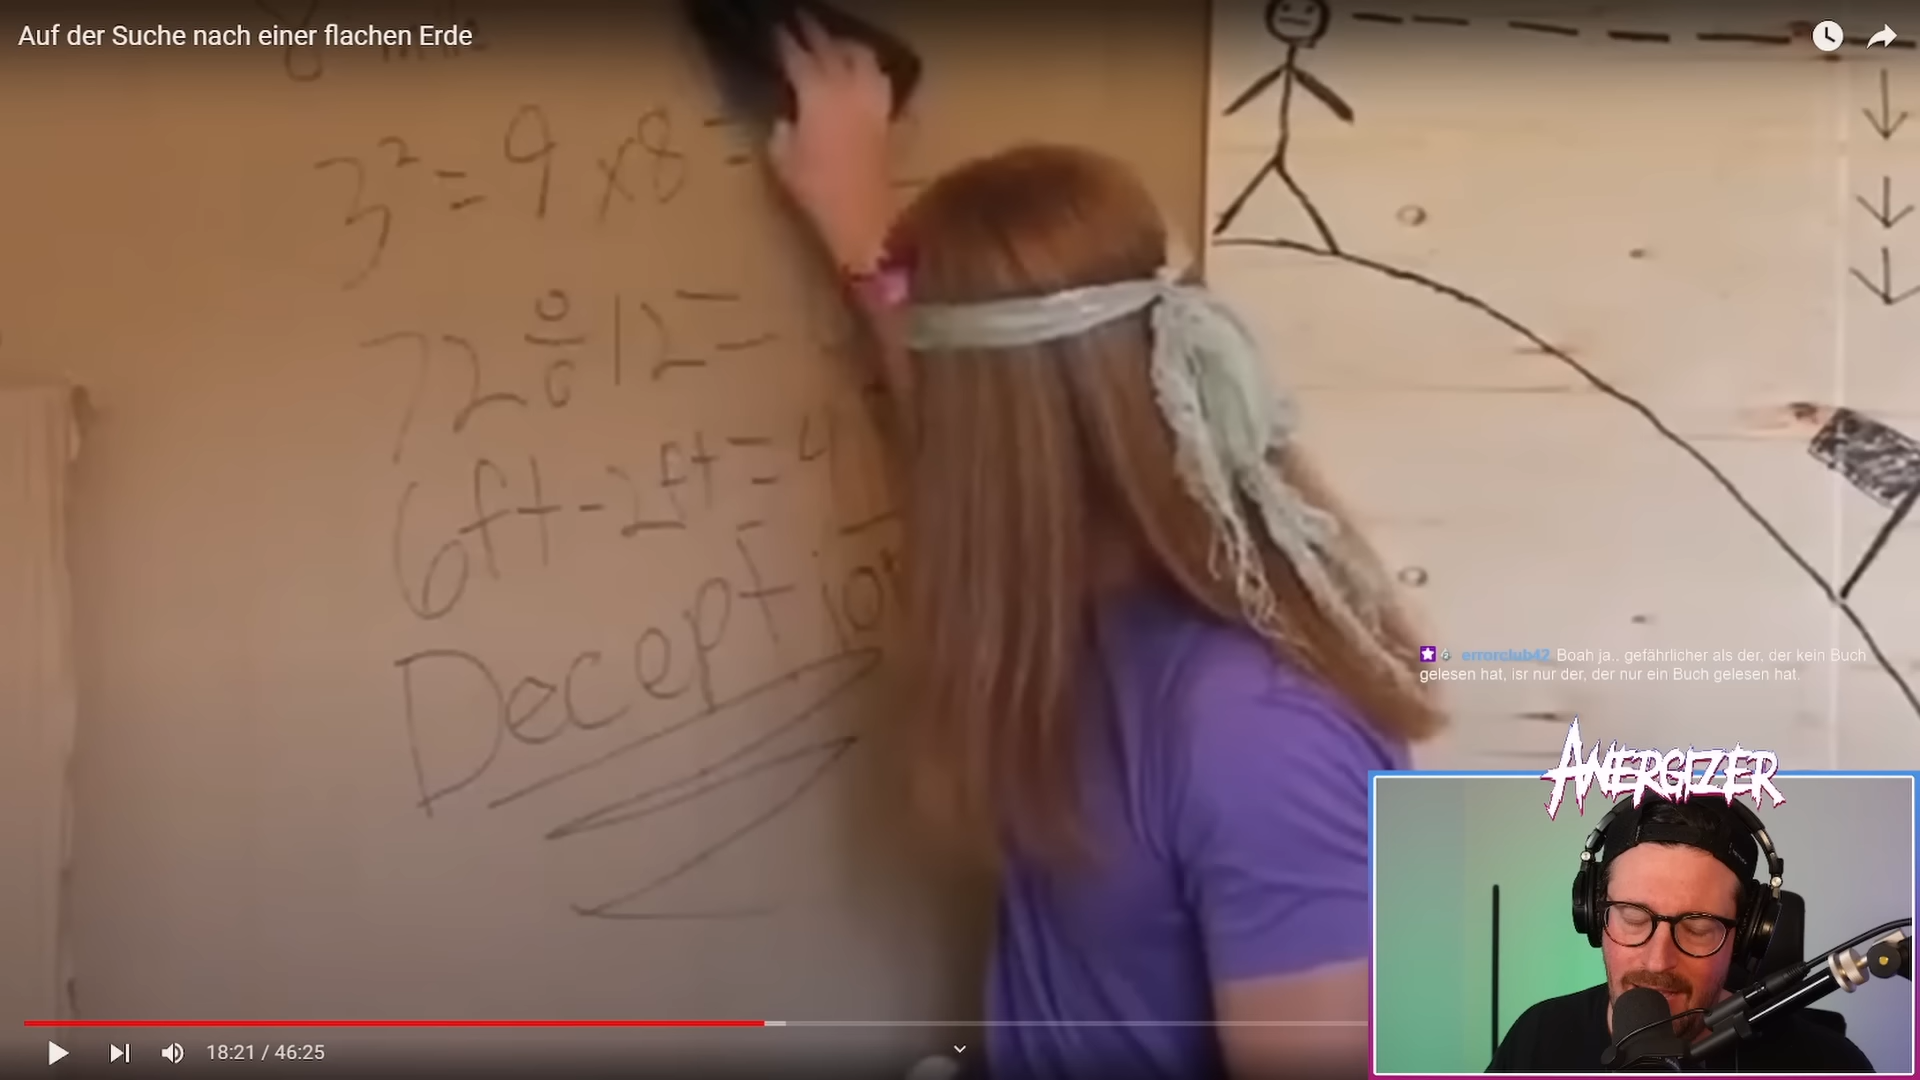 Auf der Suche nach einer flachen Erde
3² = 9 x 8 =
72 ÷ 12 =
6ft - 2ft = 4
Deception
errorclub42 Boah ja.. gefährlicher als der, der kein Buch
gelesen hat, isr nur der, der nur ein Buch gelesen hat.
AWERGIZER
18:21 / 46:25